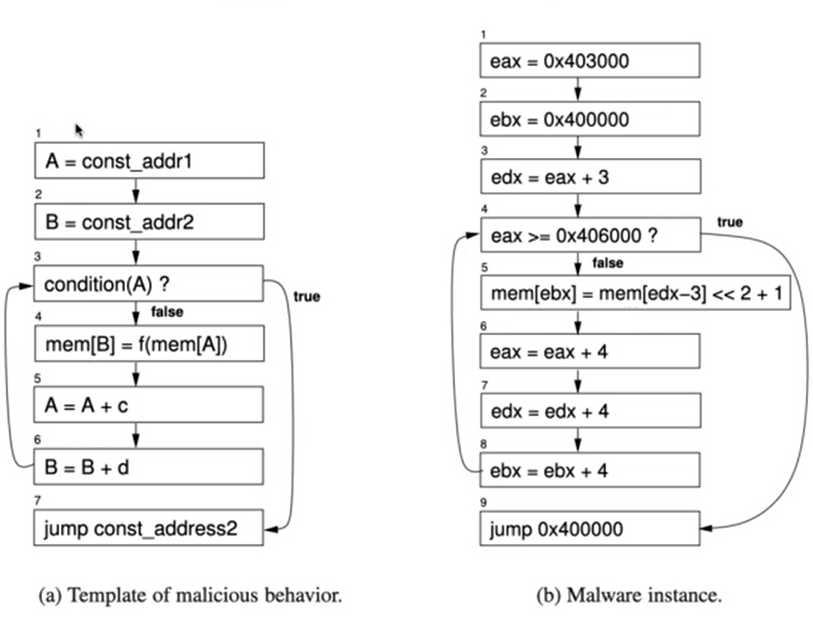 1
A = const_addr1
2
B = const_addr2
3
condition(A) ?
true
false
4
mem[B] = f(mem[A])
5
A = A + c
6
B = B + d
7
jump const_address2
(a) Template of malicious behavior.
1
eax = 0x403000
2
ebx = 0x400000
3
edx = eax + 3
4
eax >= 0x406000 ?
true
false
5
mem[ebx] = mem[edx−3] << 2 + 1
6
eax = eax + 4
7
edx = edx + 4
8
ebx = ebx + 4
9
jump 0x400000
(b) Malware instance.